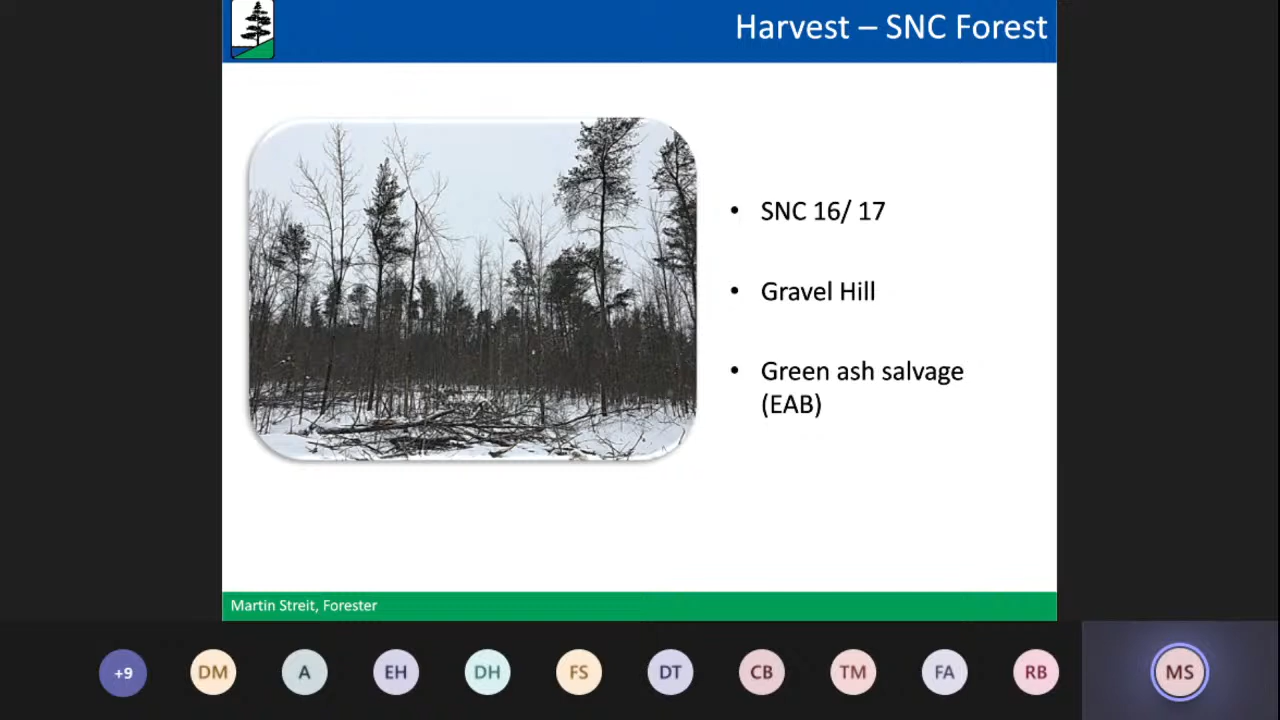 Harvest – SNC Forest
• SNC 16/ 17
• Gravel Hill
• Green ash salvage
(EAB)
Martin Streit, Forester
+9
DM
A
EH
DH
FS
DT
CB
TM
FA
RB
MS